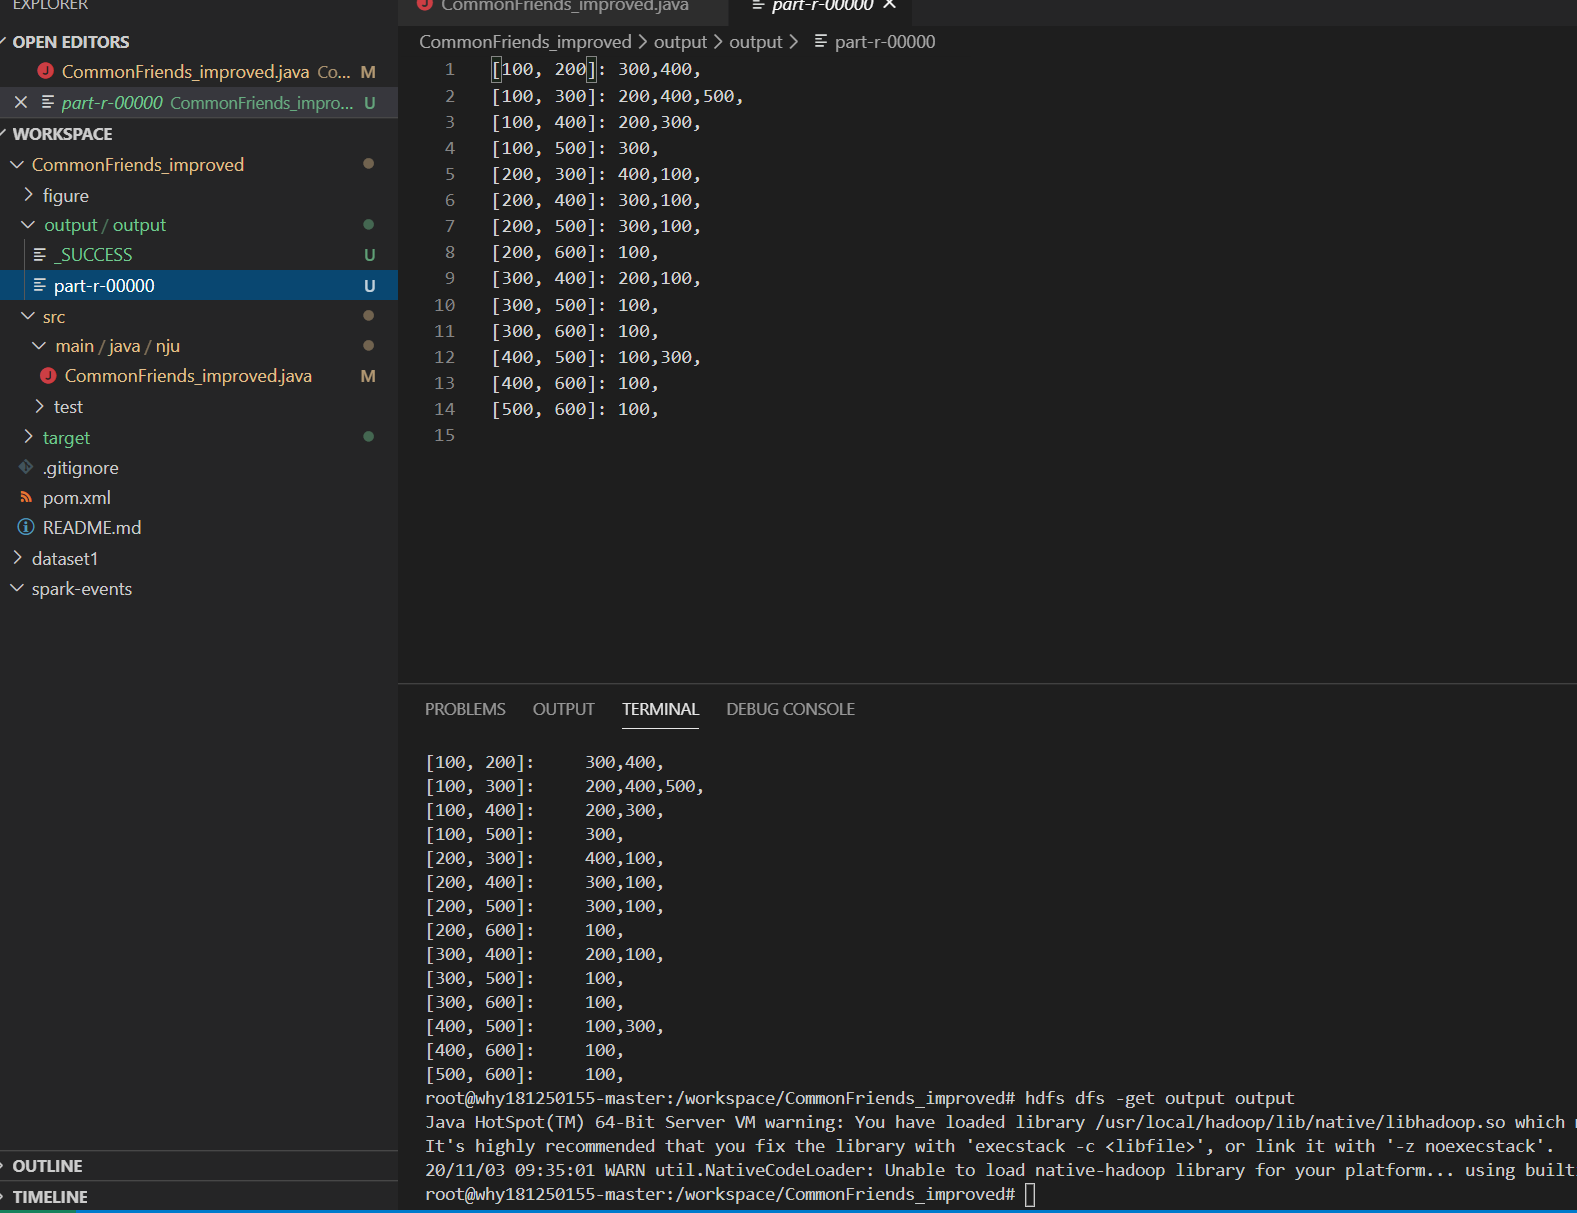 EXPLORER
OPEN EDITORS
CommonFriends_improved.java Co... M
part-r-00000 CommonFriends_impro... U
WORKSPACE
CommonFriends_improved
figure
output / output
_SUCCESS U
part-r-00000 U
src
main / java / nju
CommonFriends_improved.java M
test
target
.gitignore
pom.xml
README.md
dataset1
spark-events
OUTLINE
TIMELINE
CommonFriends_improved.java
part-r-00000
CommonFriends_improved > output > output > part-r-00000
1 [100, 200]: 300,400,
2 [100, 300]: 200,400,500,
3 [100, 400]: 200,300,
4 [100, 500]: 300,
5 [200, 300]: 400,100,
6 [200, 400]: 300,100,
7 [200, 500]: 300,100,
8 [200, 600]: 100,
9 [300, 400]: 200,100,
10 [300, 500]: 100,
11 [300, 600]: 100,
12 [400, 500]: 100,300,
13 [400, 600]: 100,
14 [500, 600]: 100,
15
PROBLEMS OUTPUT TERMINAL DEBUG CONSOLE
[100, 200]: 300,400,
[100, 300]: 200,400,500,
[100, 400]: 200,300,
[100, 500]: 300,
[200, 300]: 400,100,
[200, 400]: 300,100,
[200, 500]: 300,100,
[200, 600]: 100,
[300, 400]: 200,100,
[300, 500]: 100,
[300, 600]: 100,
[400, 500]: 100,300,
[400, 600]: 100,
[500, 600]: 100,
root@why181250155-master:/workspace/CommonFriends_improved# hdfs dfs -get output output
Java HotSpot(TM) 64-Bit Server VM warning: You have loaded library /usr/local/hadoop/lib/native/libhadoop.so which
It's highly recommended that you fix the library with 'execstack -c <libfile>', or link it with '-z noexecstack'.
20/11/03 09:35:01 WARN util.NativeCodeLoader: Unable to load native-hadoop library for your platform... using built
root@why181250155-master:/workspace/CommonFriends_improved#